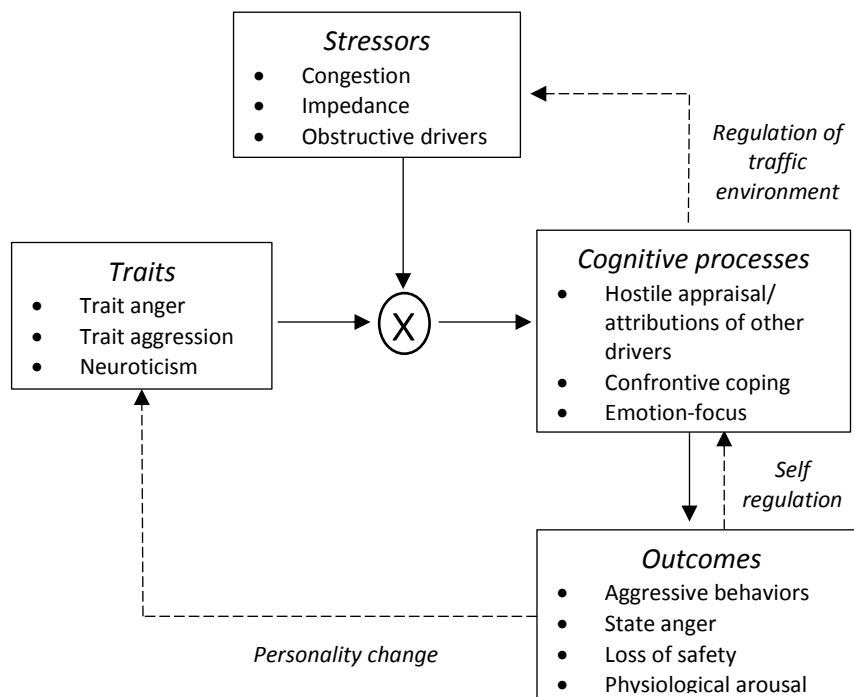 Stressors
• Congestion
• Impedance
• Obstructive drivers
Regulation of
traffic
environment
Traits
• Trait anger
• Trait aggression
• Neuroticism
X
Cognitive processes
• Hostile appraisal/
attributions of other
drivers
• Confrontive coping
• Emotion-focus
Self
regulation
Outcomes
• Aggressive behaviors
• State anger
• Loss of safety
• Physiological arousal
Personality change